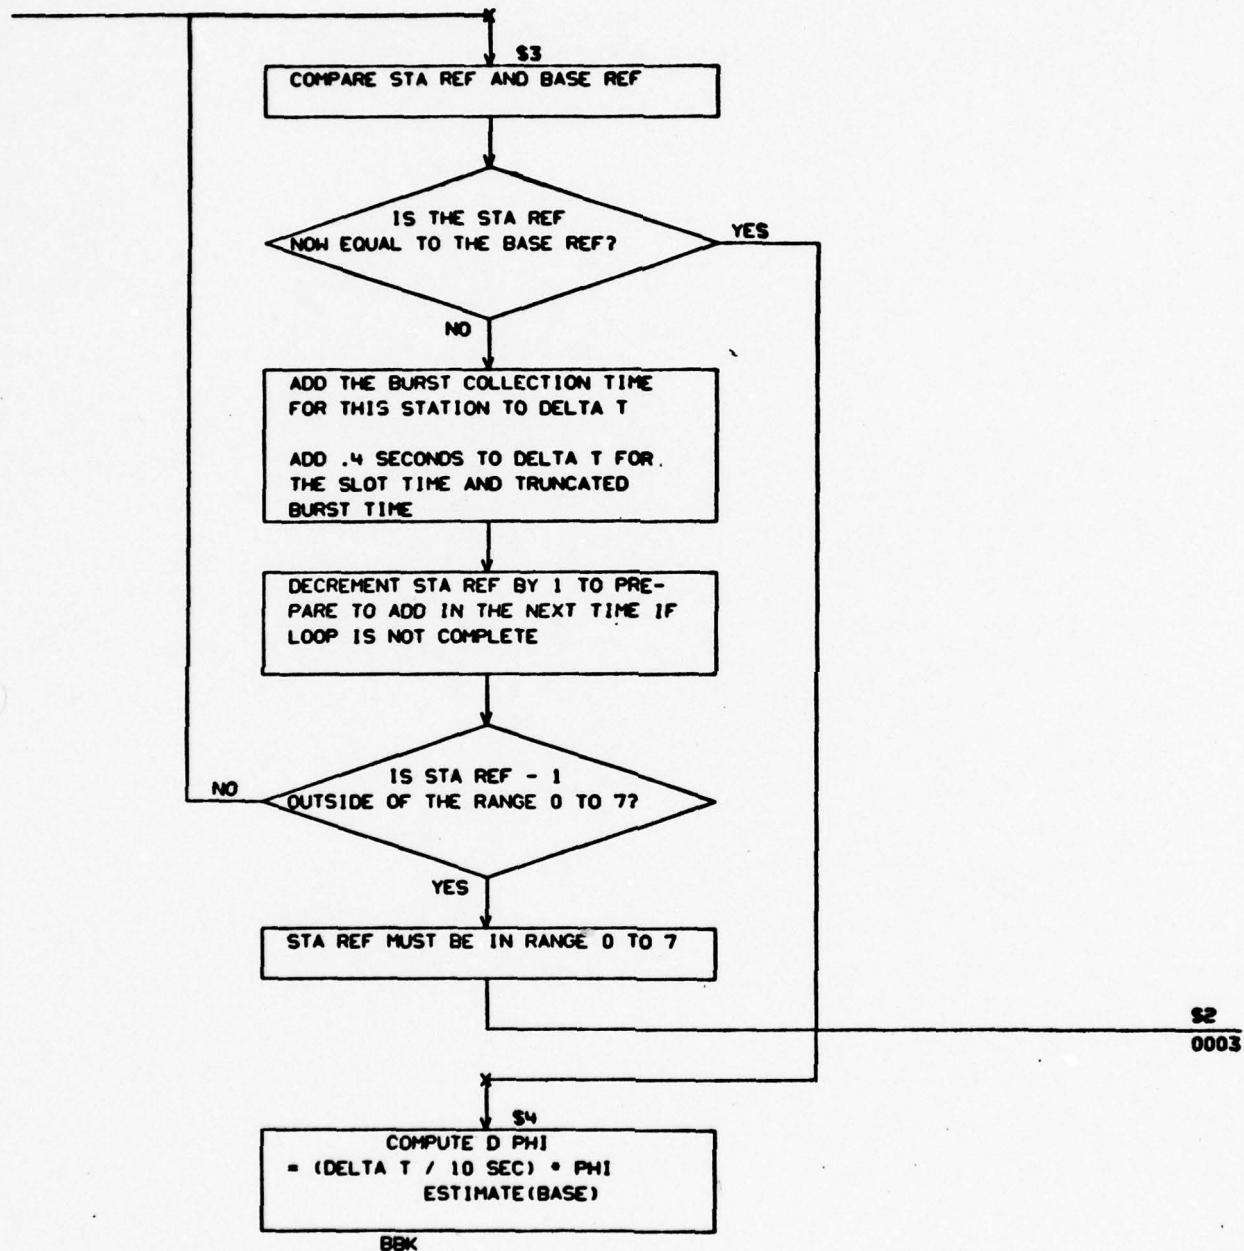 $3
COMPARE STA REF AND BASE REF
IS THE STA REF
NOW EQUAL TO THE BASE REF?
YES
NO
ADD THE BURST COLLECTION TIME
FOR THIS STATION TO DELTA T
ADD .4 SECONDS TO DELTA T FOR
THE SLOT TIME AND TRUNCATED
BURST TIME
DECREMENT STA REF BY 1 TO PRE-
PARE TO ADD IN THE NEXT TIME IF
LOOP IS NOT COMPLETE
IS STA REF - 1
OUTSIDE OF THE RANGE 0 TO 7?
NO
YES
STA REF MUST BE IN RANGE 0 TO 7
$2
0003
$4
COMPUTE D PHI
= (DELTA T / 10 SEC) * PHI
ESTIMATE(BASE)
BBK